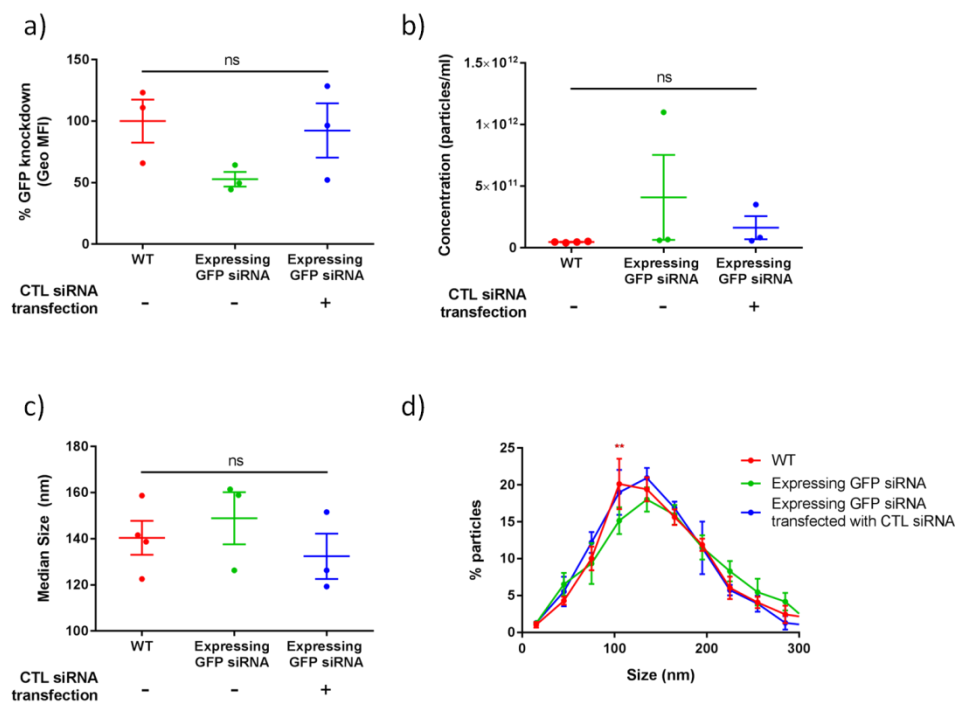 a)
ns
150
100
50
0
% GFP knockdown
(Geo MFI)
WT
Expressing
GFP siRNA
Expressing
GFP siRNA
CTL siRNA
transfection
-
-
+
b)
ns
1.5×10¹²
1×10¹²
5×10¹¹
0
Concentration (particles/ml)
WT
Expressing
GFP siRNA
Expressing
GFP siRNA
CTL siRNA
transfection
-
-
+
c)
ns
180
160
140
120
100
Median Size (nm)
WT
Expressing
GFP siRNA
Expressing
GFP siRNA
CTL siRNA
transfection
-
-
+
d)
**
25
20
15
10
5
0
% particles
0
100
200
300
Size (nm)
WT
Expressing GFP siRNA
Expressing GFP siRNA
transfected with CTL siRNA